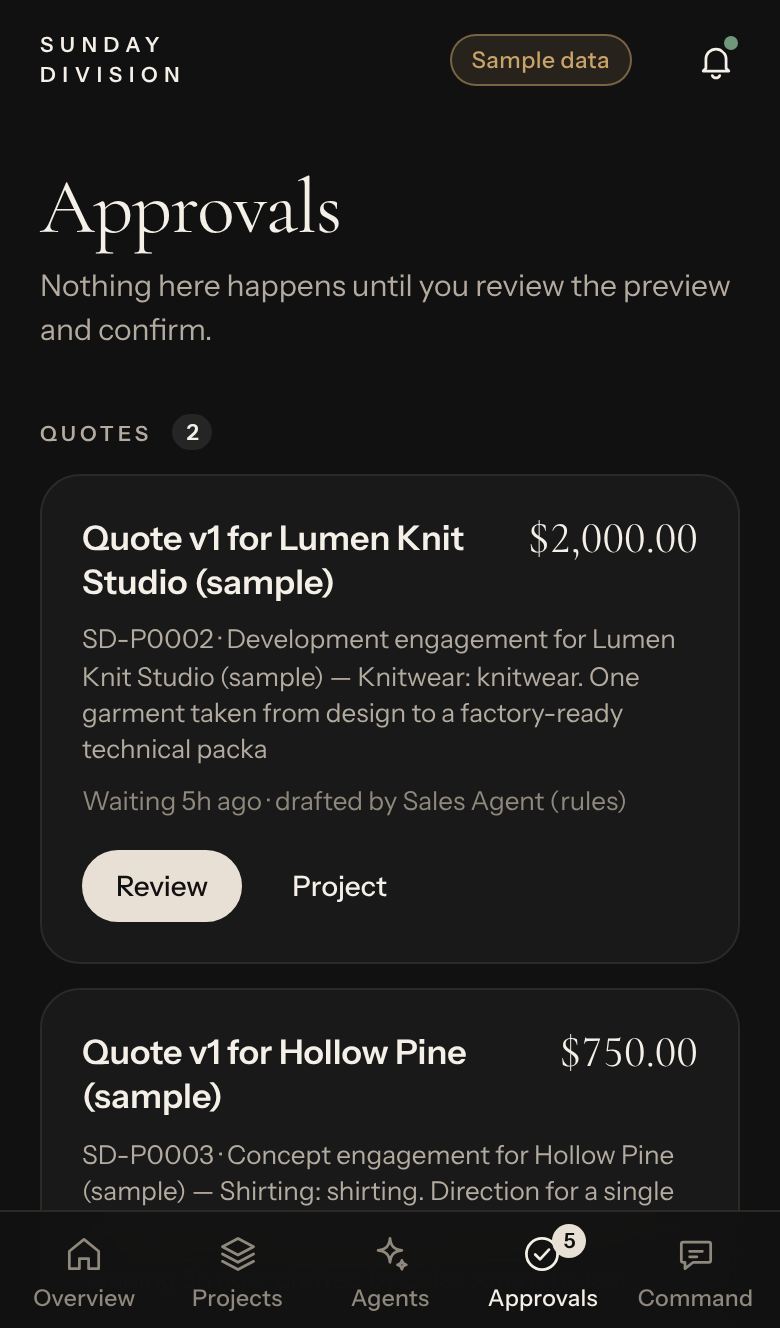 SUNDAY
DIVISION
Sample data
Approvals
Nothing here happens until you review the preview
and confirm.
QUOTES 2
Quote v1 for Lumen Knit
Studio (sample)
$2,000.00
SD-P0002 · Development engagement for Lumen
Knit Studio (sample) — Knitwear: knitwear. One
garment taken from design to a factory-ready
technical packa
Waiting 5h ago · drafted by Sales Agent (rules)
Review
Project
Quote v1 for Hollow Pine
(sample)
$750.00
SD-P0003 · Concept engagement for Hollow Pine
(sample) — Shirting: shirting. Direction for a single
5
Overview
Projects
Agents
Approvals
Command